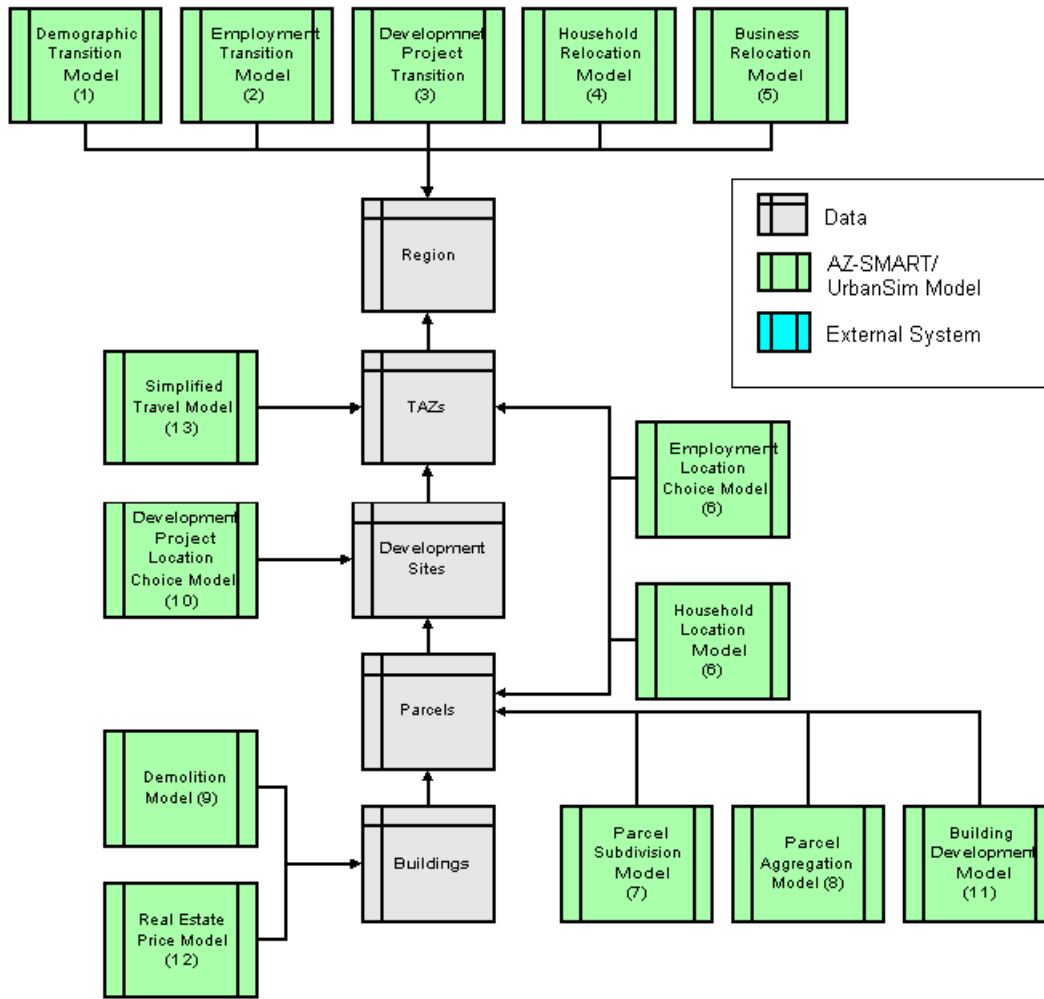 Demographic
Transition
Model
(1)
Employment
Transition
Model
(2)
Developmnet
Project
Transition
(3)
Household
Relocation
Model
(4)
Business
Relocation
Model
(5)
Region
Data
AZ-SMART/
UrbanSim Model
External System
Simplified
Travel Model
(13)
TAZs
Employment
Location
Choice Model
(6)
Development
Project
Location
Choice Model
(10)
Development
Sites
Household
Location
Model
(6)
Parcels
Demolition
Model (9)
Buildings
Parcel
Subdivision
Model
(7)
Parcel
Aggregation
Model (8)
Building
Development
Model
(11)
Real Estate
Price Model
(12)